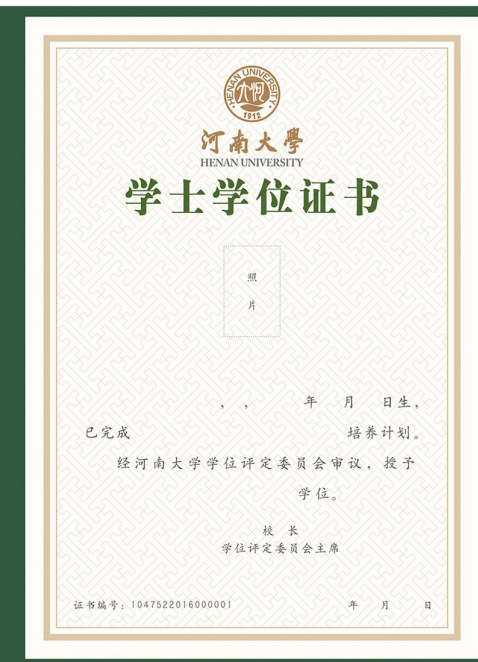 HENAN UNIVERSITY
1912
河南大學
HENAN UNIVERSITY
学士学位证书
照
片
, , 年 月 日生,
已完成 培养计划。
经河南大学学位评定委员会审议，授予
学位。
校 长
学位评定委员会主席
证书编号：1047522016000001 年 月 日